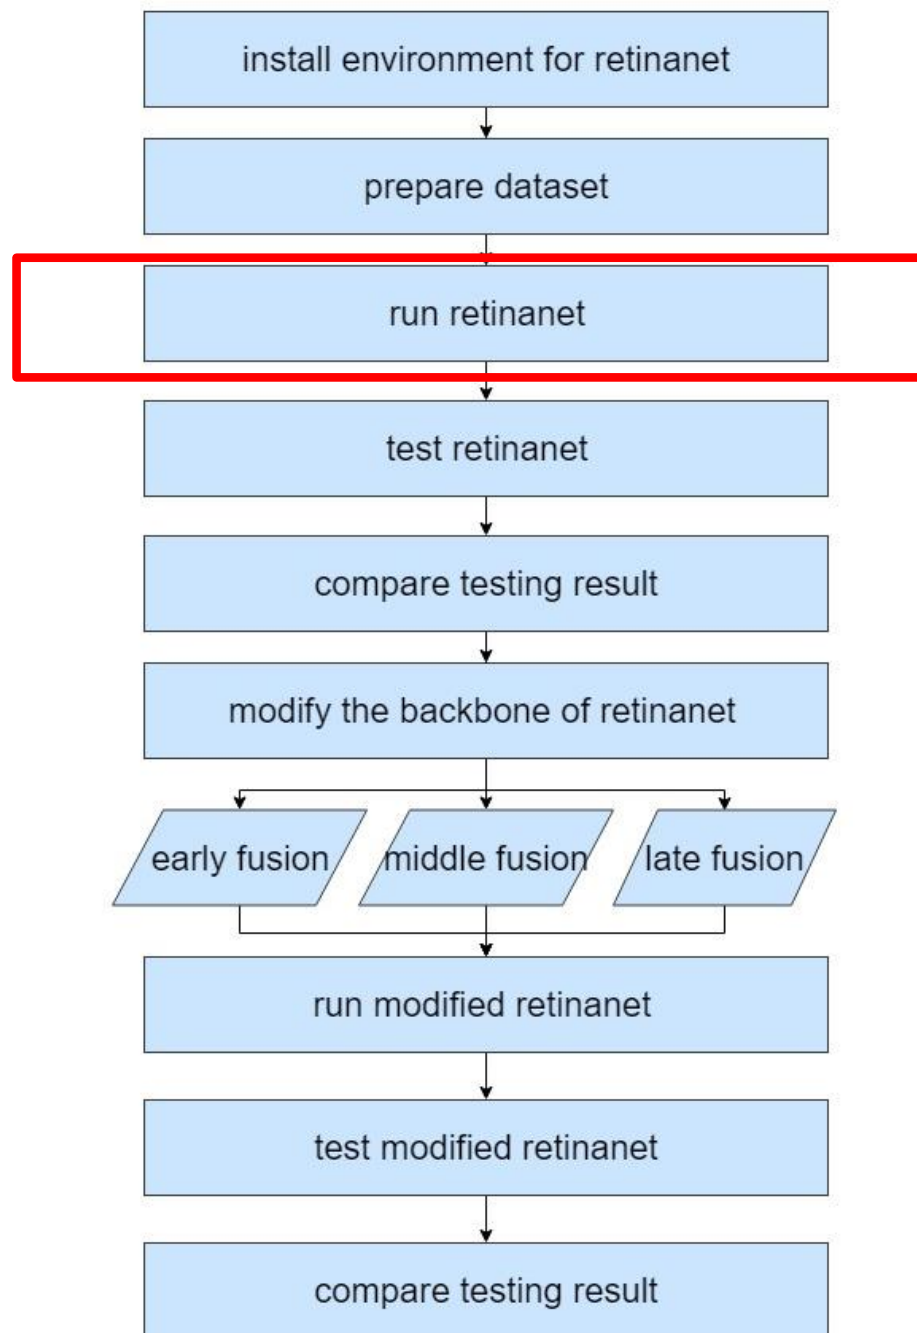 install environment for retinanet
prepare dataset
run retinanet
test retinanet
compare testing result
modify the backbone of retinanet
early fusion
middle fusion
late fusion
run modified retinanet
test modified retinanet
compare testing result